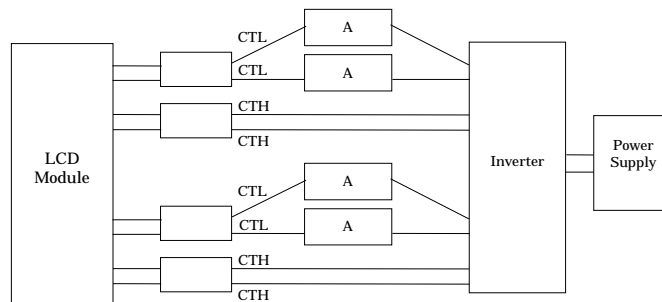 CTL
A
CTL
A
CTH
CTH
LCD
Module
Inverter
Power
Supply
CTL
A
CTL
A
CTH
CTH